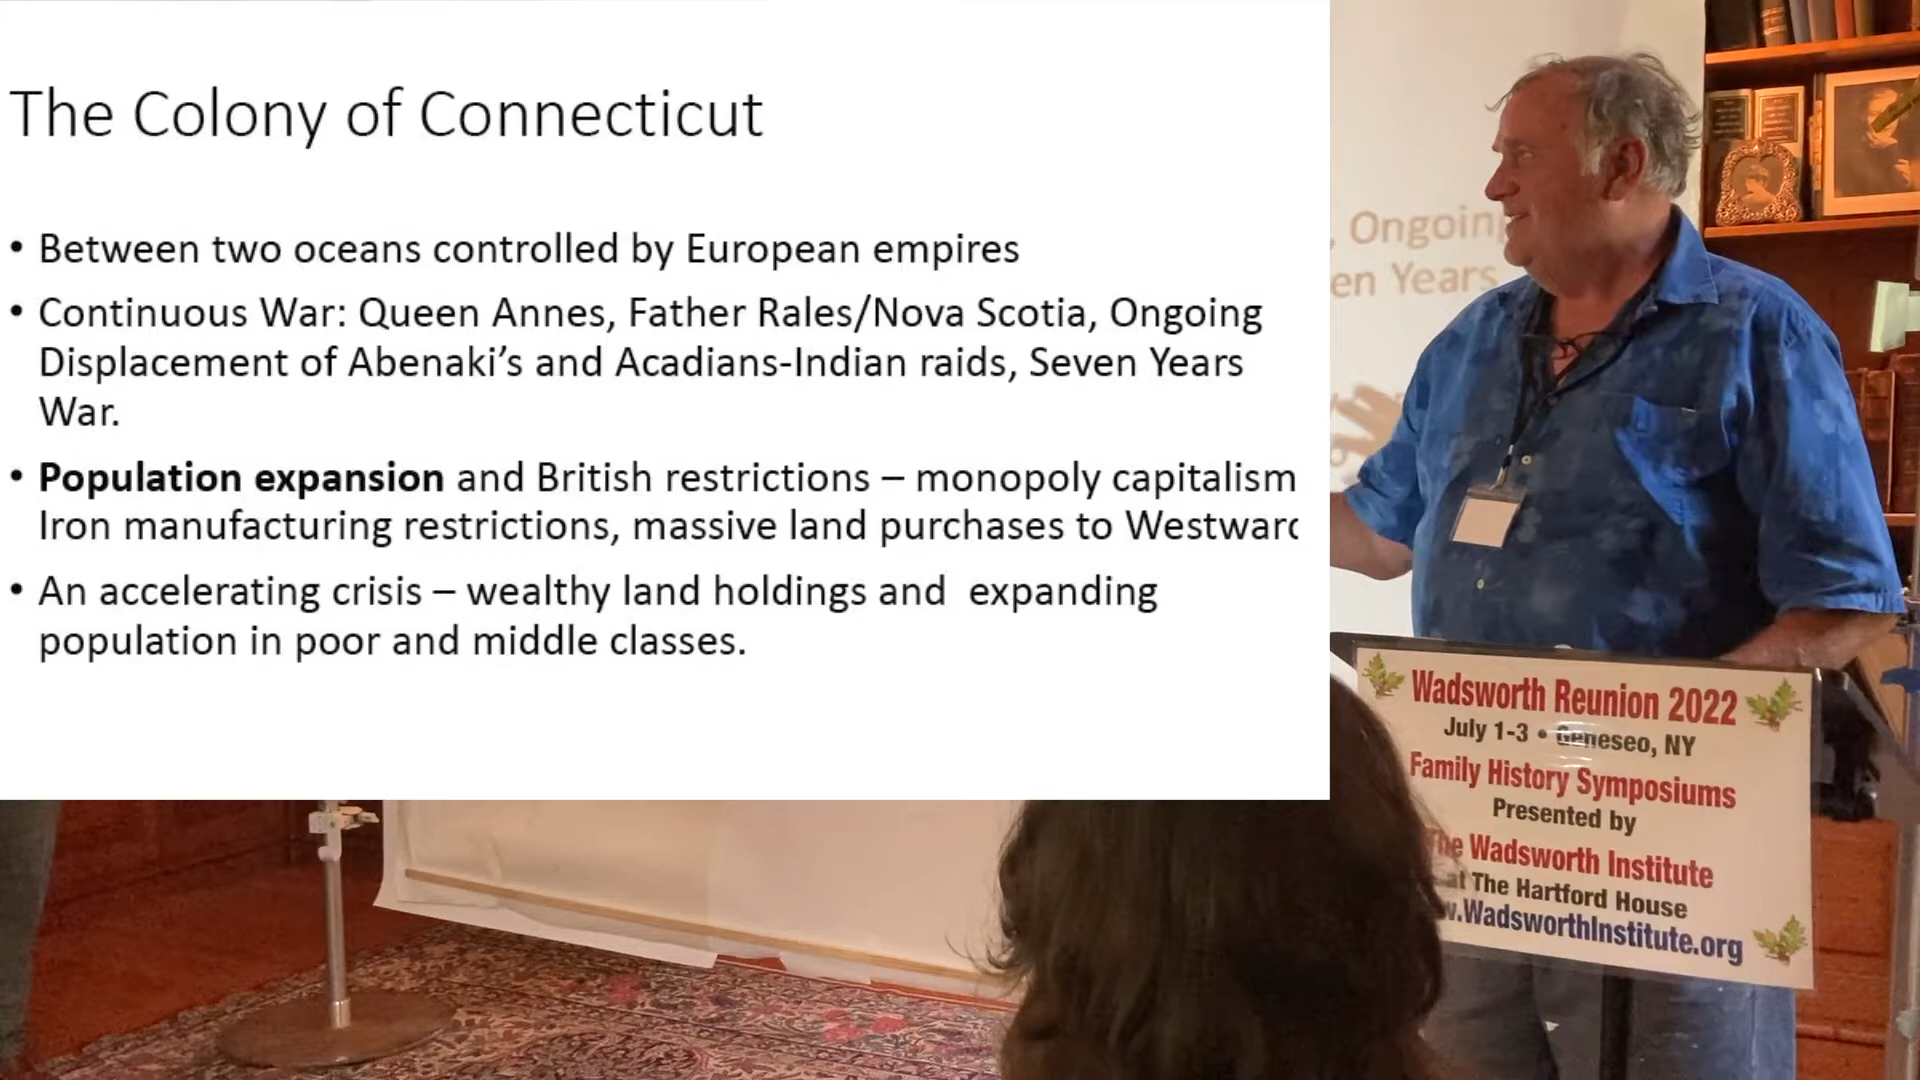 The Colony of Connecticut
• Between two oceans controlled by European empires
• Continuous War: Queen Annes, Father Rales/Nova Scotia, Ongoing
Displacement of Abenaki’s and Acadians-Indian raids, Seven Years
War.
• Population expansion and British restrictions – monopoly capitalism
Iron manufacturing restrictions, massive land purchases to Westward
• An accelerating crisis – wealthy land holdings and  expanding
population in poor and middle classes.
, Ongoing
en Years
Wadsworth Reunion 2022
July 1-3 • Geneseo, NY
Family History Symposiums
Presented by
The Wadsworth Institute
at The Hartford House
w.WadsworthInstitute.org